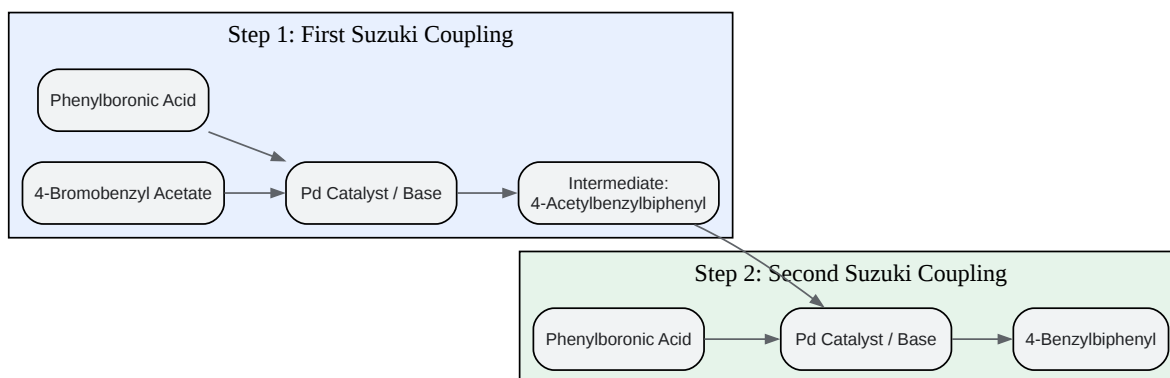 Step 1: First Suzuki Coupling
Phenylboronic Acid
4-Bromobenzyl Acetate
Pd Catalyst / Base
Intermediate:
4-Acetylbenzylbiphenyl
Step 2: Second Suzuki Coupling
Phenylboronic Acid
Pd Catalyst / Base
4-Benzylbiphenyl